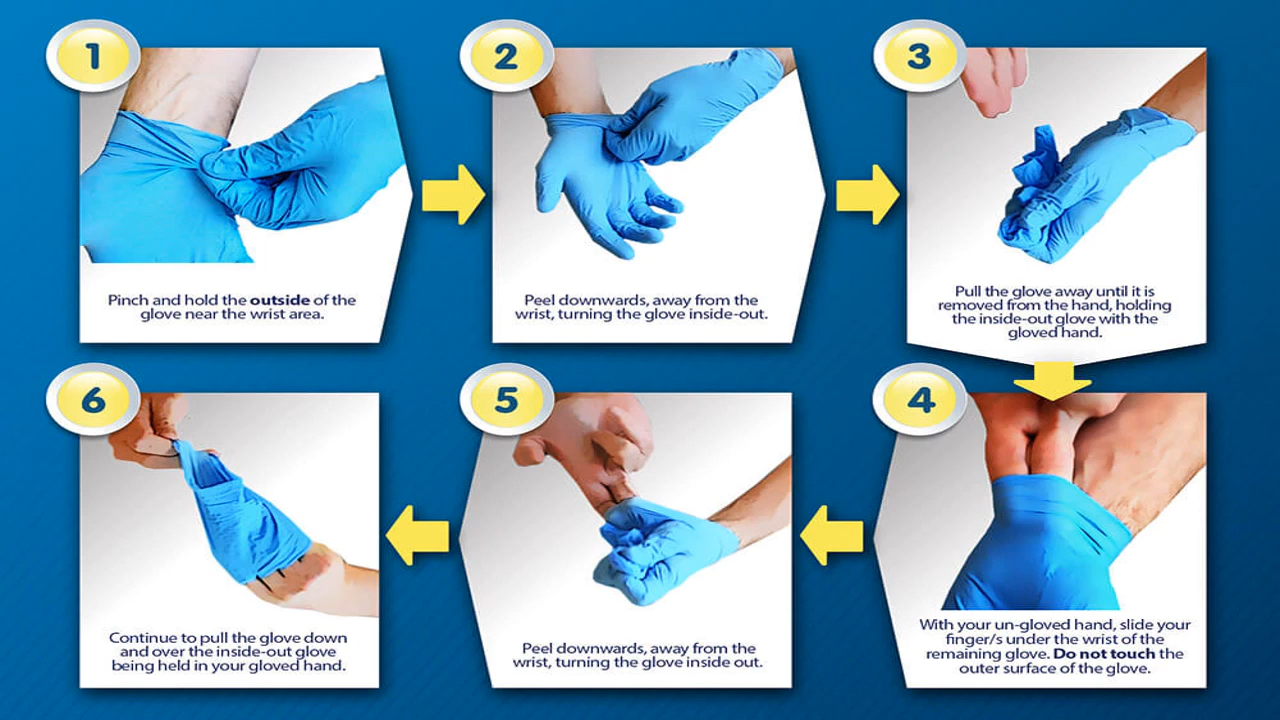 1
Pinch and hold the outside of the
glove near the wrist area.
2
Peel downwards, away from the
wrist, turning the glove inside-out.
3
Pull the glove away until it is
removed from the hand, holding
the inside-out glove with the
gloved hand.
4
With your un-gloved hand, slide your
finger/s under the wrist of the
remaining glove. Do not touch the
outer surface of the glove.
5
Peel downwards, away from the
wrist, turning the glove inside out.
6
Continue to pull the glove down
and over the inside-out glove
being held in your gloved hand.